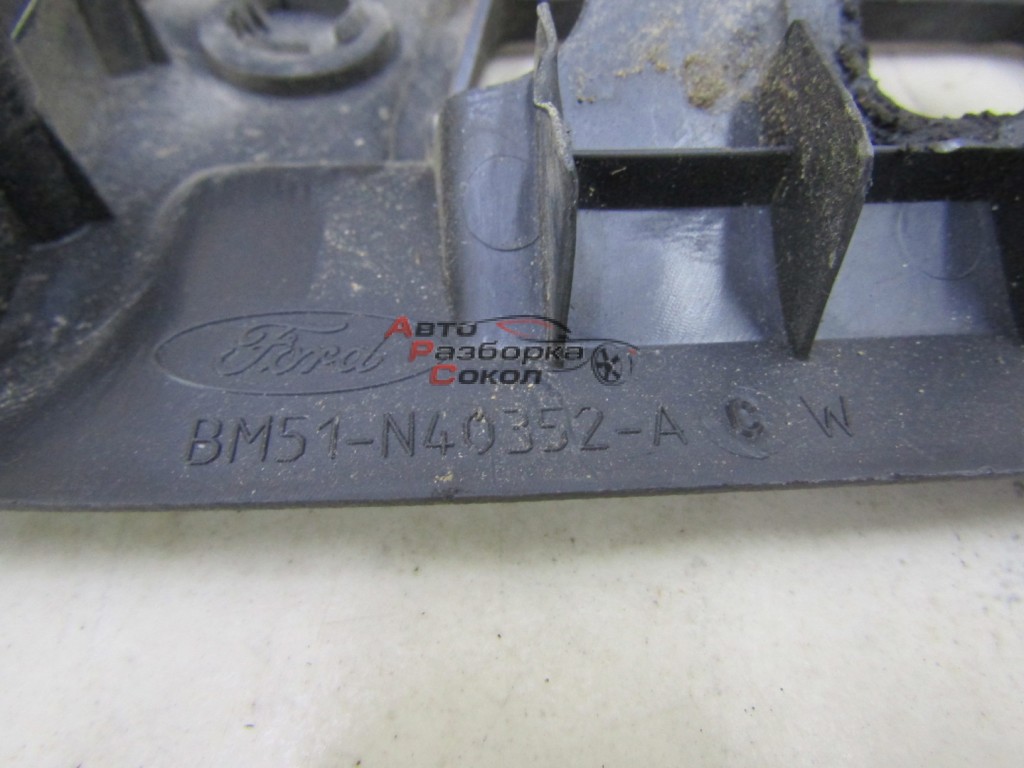 Ford
Авто
Разборка
Сокол
BM51-N40352-A C W